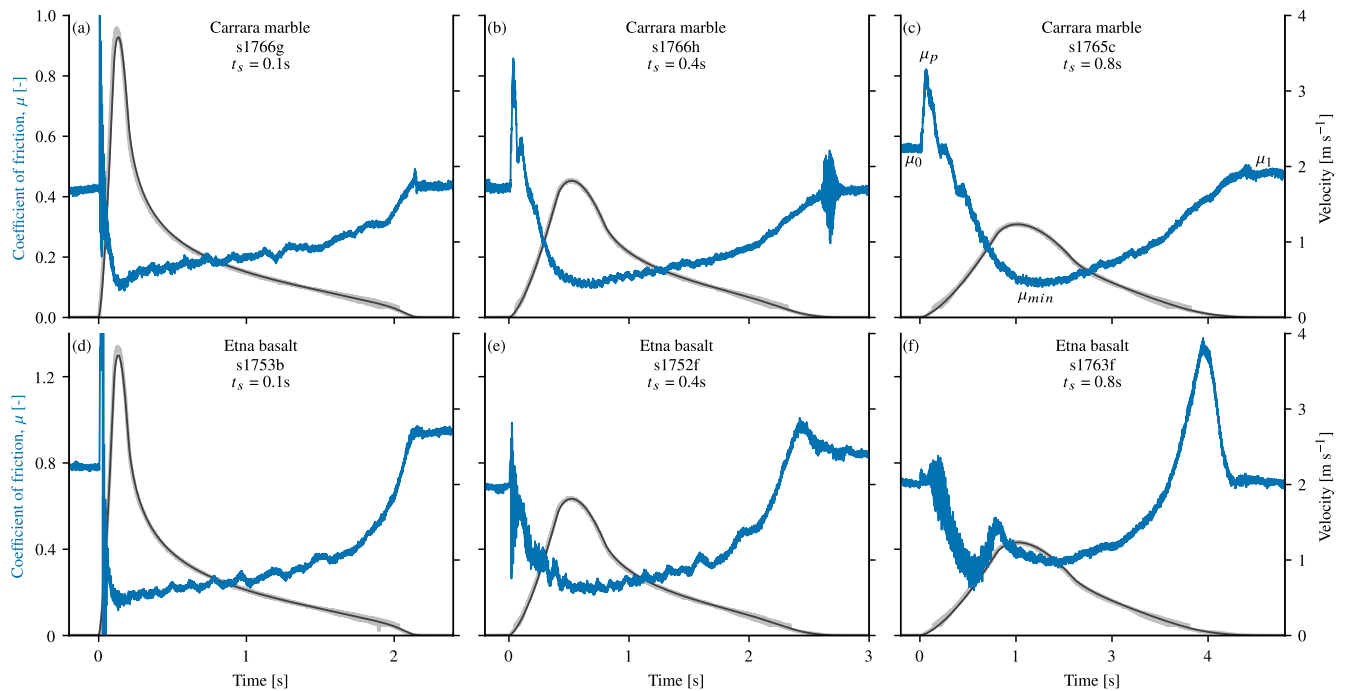 (a)
Carrara marble
s1766g
t_s = 0.1s
(b)
Carrara marble
s1766h
t_s = 0.4s
(c)
Carrara marble
s1765c
t_s = 0.8s
μ_p
μ_0
μ_1
μ_min
Coefficient of friction, μ [-]
1.0
0.8
0.6
0.4
0.2
0.0
4
3
2
1
0
Velocity [m s⁻¹]
(d)
Etna basalt
s1753b
t_s = 0.1s
(e)
Etna basalt
s1752f
t_s = 0.4s
(f)
Etna basalt
s1763f
t_s = 0.8s
Coefficient of friction, μ [-]
1.2
0.8
0.4
0
4
3
2
1
0
Velocity [m s⁻¹]
0 1 2
0 1 2 3
0 1 3 4
Time [s]
Time [s]
Time [s]